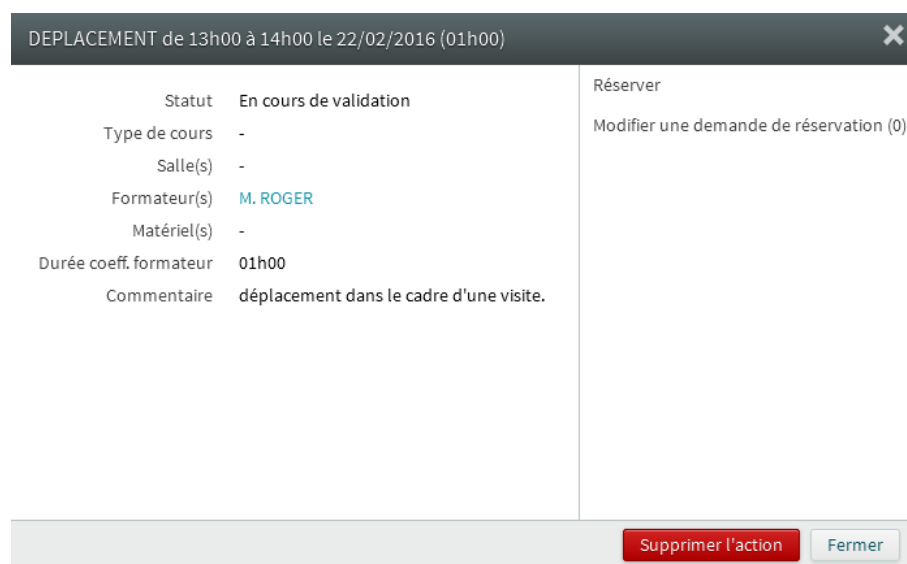 DEPLACEMENT de 13h00 à 14h00 le 22/02/2016 (01h00)
Statut En cours de validation
Type de cours -
Salle(s) -
Formateur(s) M. ROGER
Matériel(s) -
Durée coeff. formateur 01h00
Commentaire déplacement dans le cadre d'une visite.
Réserver
Modifier une demande de réservation (0)
Supprimer l'action Fermer